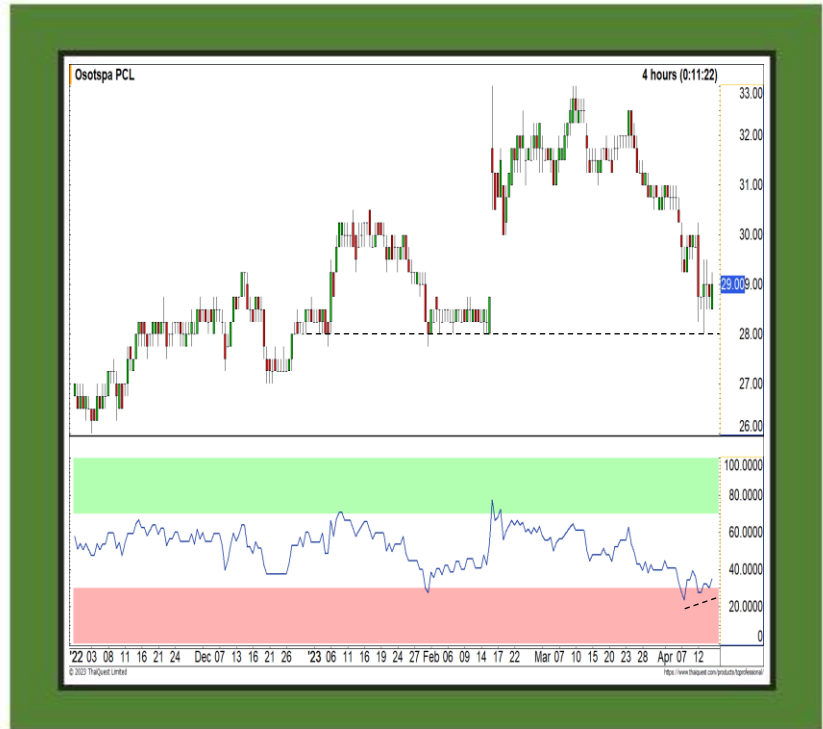 Osotspa PCL
4 hours (0:11:22)
33.00
32.00
31.00
30.00
29.009.00
28.00
27.00
26.00
100.0000
80.0000
60.0000
40.0000
20.0000
0
'22 03 08 11 16 21 24 Dec 07 13 16 21 26 '23 06 11 16 19 24 27 Feb 06 09 14 17 22 Mar 07 10 15 20 23 28 Apr 07 12
© 2023 ThaiQuest Limited
https://www.thaiquest.com/products/tqprofessional/